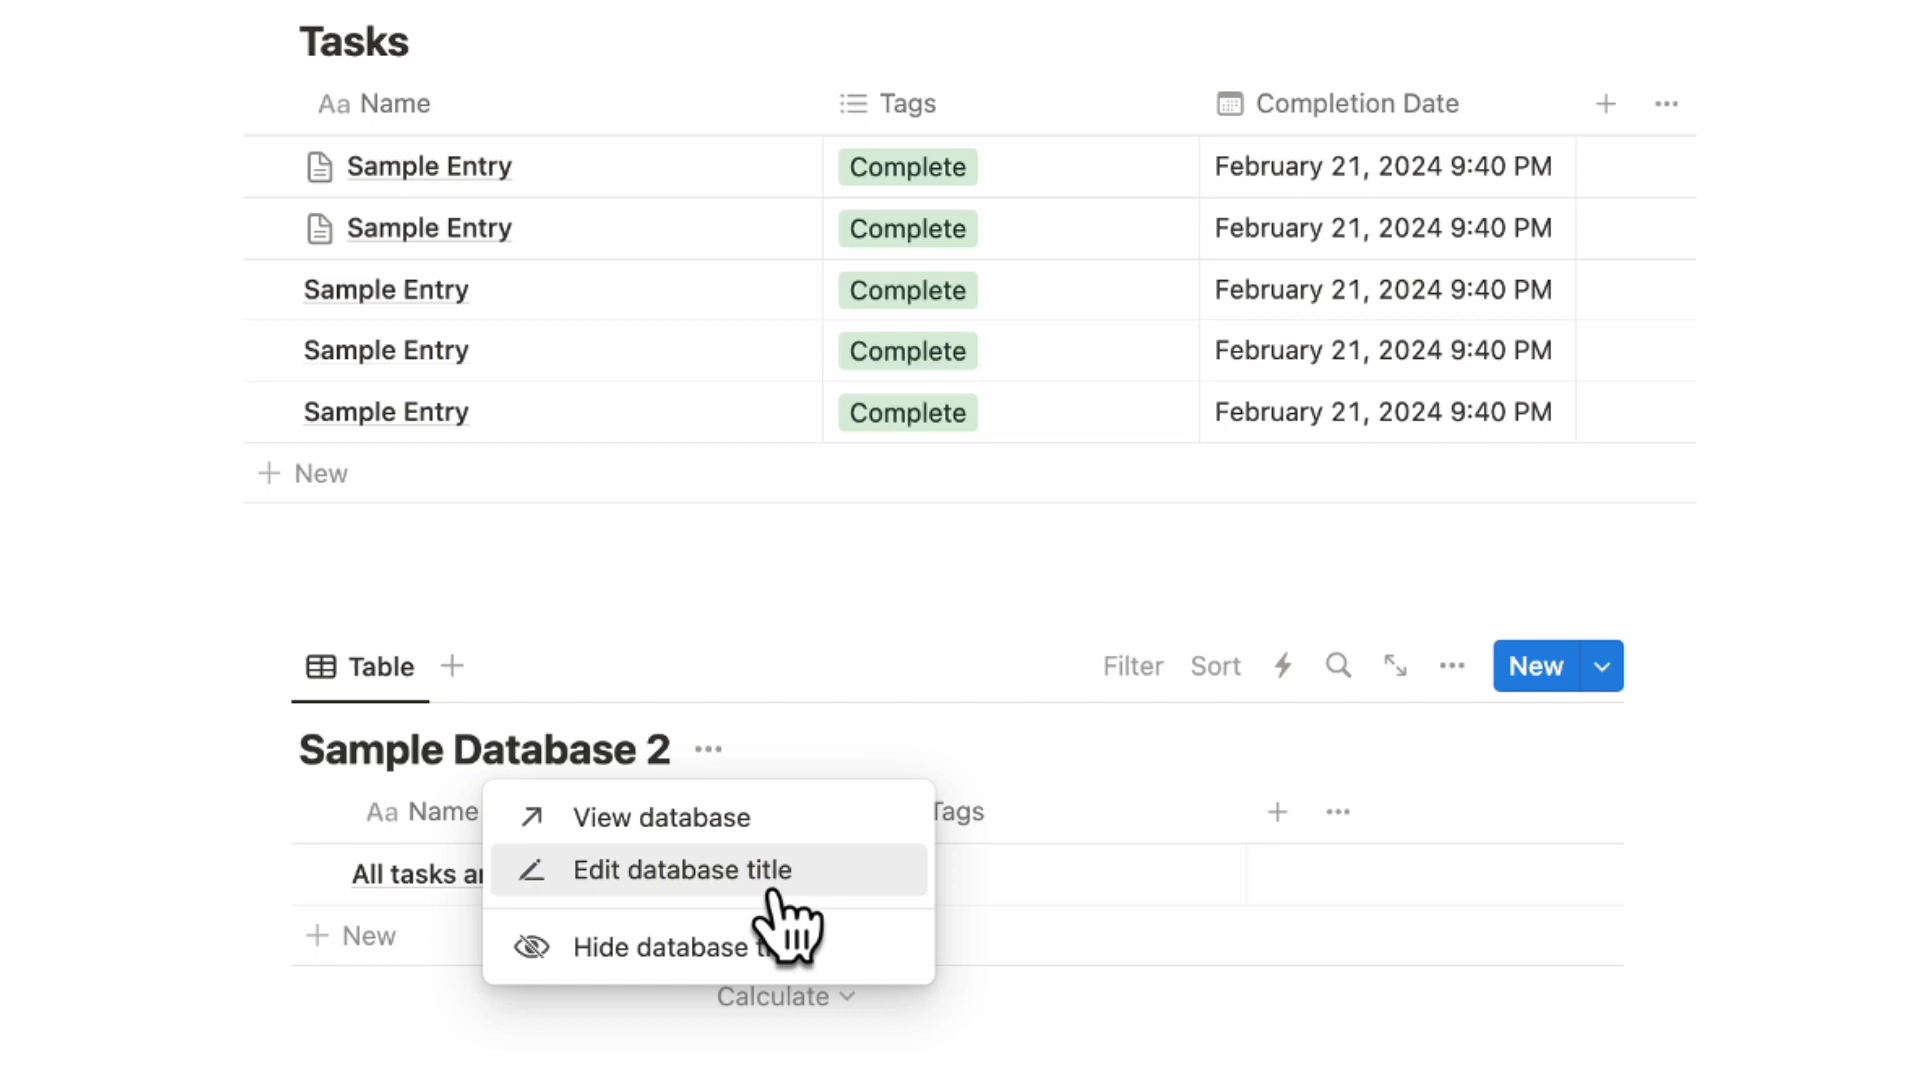 Tasks
Aa Name Tags Completion Date
Sample Entry Complete February 21, 2024 9:40 PM
Sample Entry Complete February 21, 2024 9:40 PM
Sample Entry Complete February 21, 2024 9:40 PM
Sample Entry Complete February 21, 2024 9:40 PM
Sample Entry Complete February 21, 2024 9:40 PM
+ New
Table + Filter Sort New
Sample Database 2
Aa Name Tags
View database
All tasks
Edit database title
+ New
Hide database
Calculate